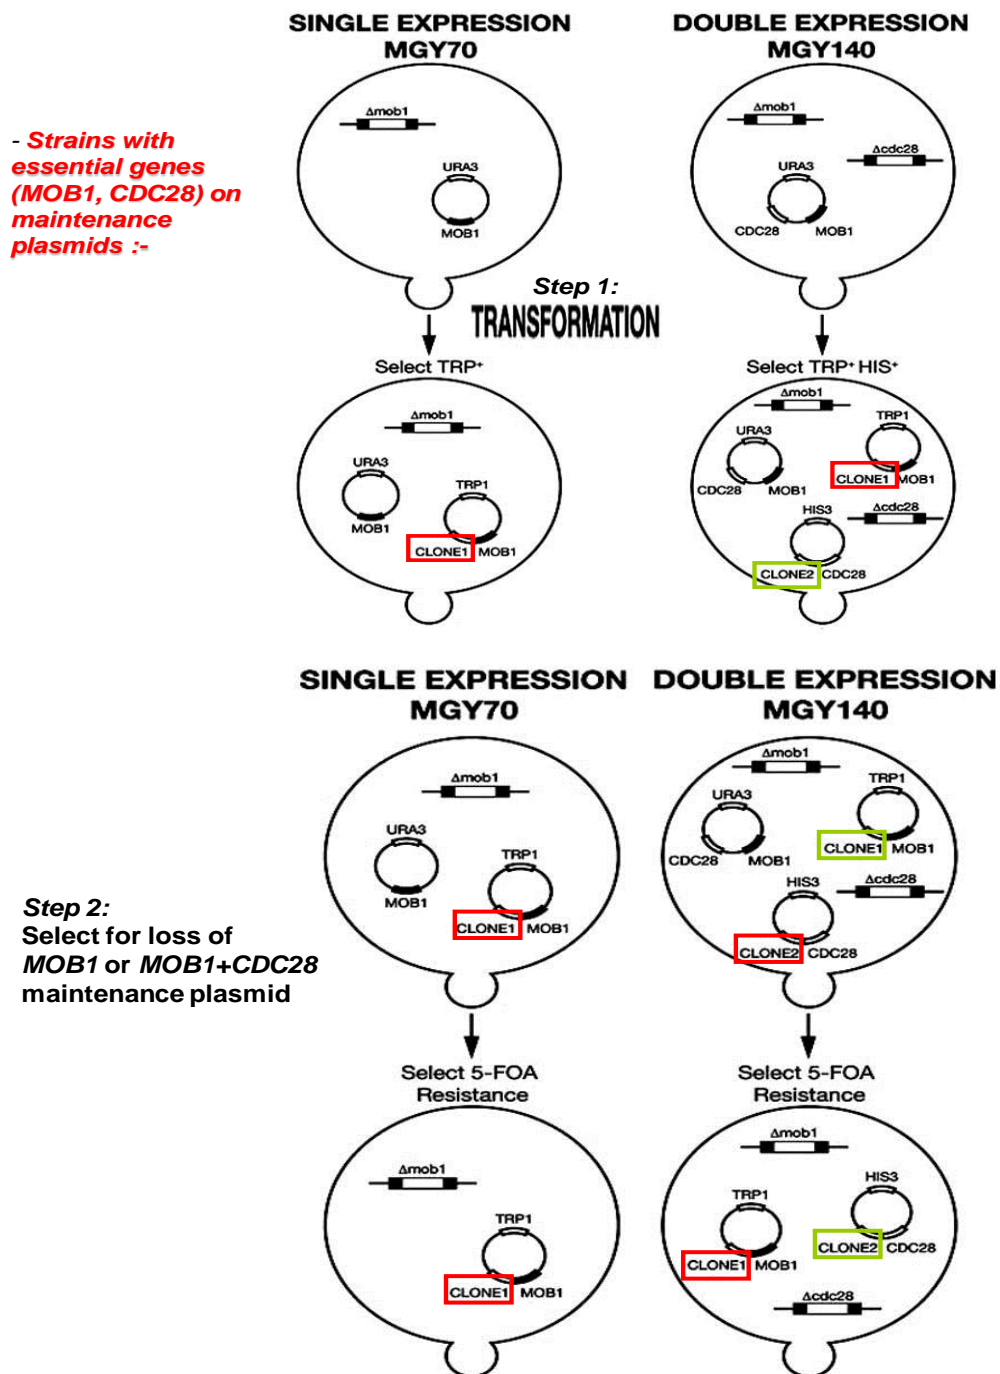 SINGLE EXPRESSION
MGY70
DOUBLE EXPRESSION
MGY140
- Strains with
essential genes
(MOB1, CDC28) on
maintenance
plasmids :-
Δmob1
URA3
MOB1
Δmob1
Δcdc28
URA3
CDC28
MOB1
Step 1:
TRANSFORMATION
Select TRP+
Δmob1
URA3
MOB1
TRP1
CLONE1
MOB1
Select TRP+ HIS+
Δmob1
TRP1
URA3
CLONE1
MOB1
CDC28
MOB1
HIS3
Δcdc28
CLONE2
CDC28
SINGLE EXPRESSION
MGY70
DOUBLE EXPRESSION
MGY140
Step 2:
Select for loss of
MOB1 or MOB1+CDC28
maintenance plasmid
Δmob1
URA3
MOB1
TRP1
CLONE1
MOB1
Δmob1
TRP1
URA3
CLONE1
MOB1
CDC28
MOB1
HIS3
Δcdc28
CLONE2
CDC28
Select 5-FOA
Resistance
Δmob1
TRP1
CLONE1
MOB1
Select 5-FOA
Resistance
Δmob1
HIS3
TRP1
CLONE2
CDC28
CLONE1
MOB1
Δcdc28